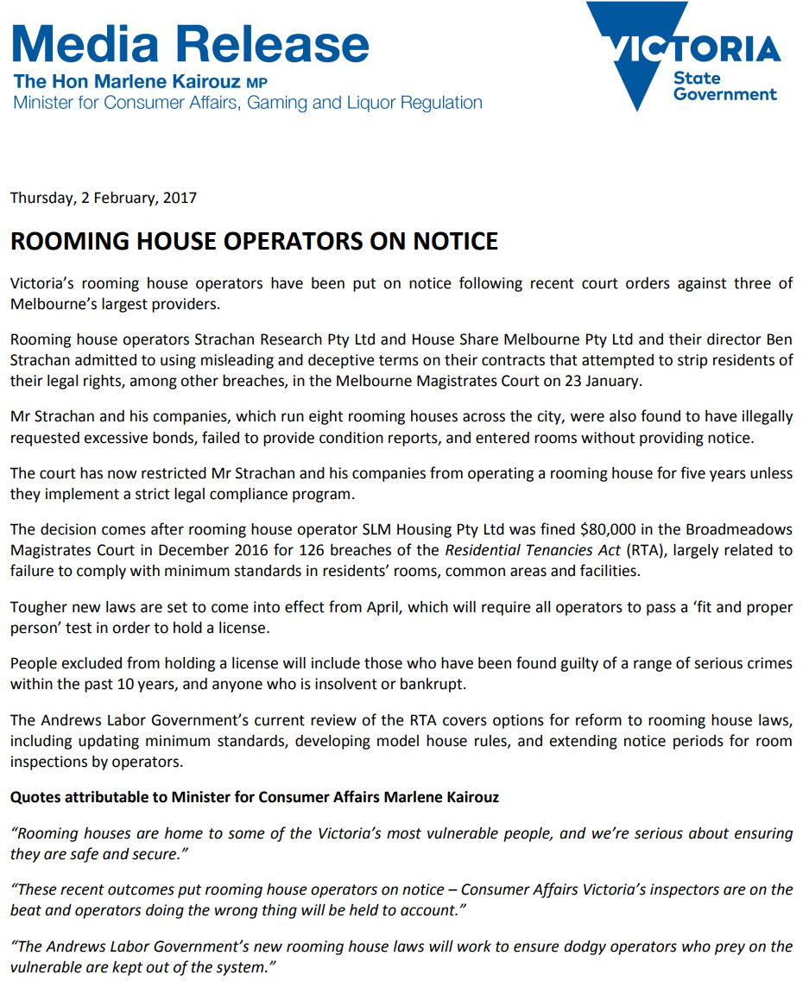 Media Release
The Hon Marlene Kairouz MP
Minister for Consumer Affairs, Gaming and Liquor Regulation
VICTORIA
State
Government
Thursday, 2 February, 2017
ROOMING HOUSE OPERATORS ON NOTICE
Victoria’s rooming house operators have been put on notice following recent court orders against three of
Melbourne’s largest providers.
Rooming house operators Strachan Research Pty Ltd and House Share Melbourne Pty Ltd and their director Ben
Strachan admitted to using misleading and deceptive terms on their contracts that attempted to strip residents of
their legal rights, among other breaches, in the Melbourne Magistrates Court on 23 January.
Mr Strachan and his companies, which run eight rooming houses across the city, were also found to have illegally
requested excessive bonds, failed to provide condition reports, and entered rooms without providing notice.
The court has now restricted Mr Strachan and his companies from operating a rooming house for five years unless
they implement a strict legal compliance program.
The decision comes after rooming house operator SLM Housing Pty Ltd was fined $80,000 in the Broadmeadows
Magistrates Court in December 2016 for 126 breaches of the Residential Tenancies Act (RTA), largely related to
failure to comply with minimum standards in residents’ rooms, common areas and facilities.
Tougher new laws are set to come into effect from April, which will require all operators to pass a ‘fit and proper
person’ test in order to hold a license.
People excluded from holding a license will include those who have been found guilty of a range of serious crimes
within the past 10 years, and anyone who is insolvent or bankrupt.
The Andrews Labor Government’s current review of the RTA covers options for reform to rooming house laws,
including updating minimum standards, developing model house rules, and extending notice periods for room
inspections by operators.
Quotes attributable to Minister for Consumer Affairs Marlene Kairouz
“Rooming houses are home to some of the Victoria’s most vulnerable people, and we’re serious about ensuring
they are safe and secure.”
“These recent outcomes put rooming house operators on notice – Consumer Affairs Victoria’s inspectors are on the
beat and operators doing the wrong thing will be held to account.”
“The Andrews Labor Government’s new rooming house laws will work to ensure dodgy operators who prey on the
vulnerable are kept out of the system.”